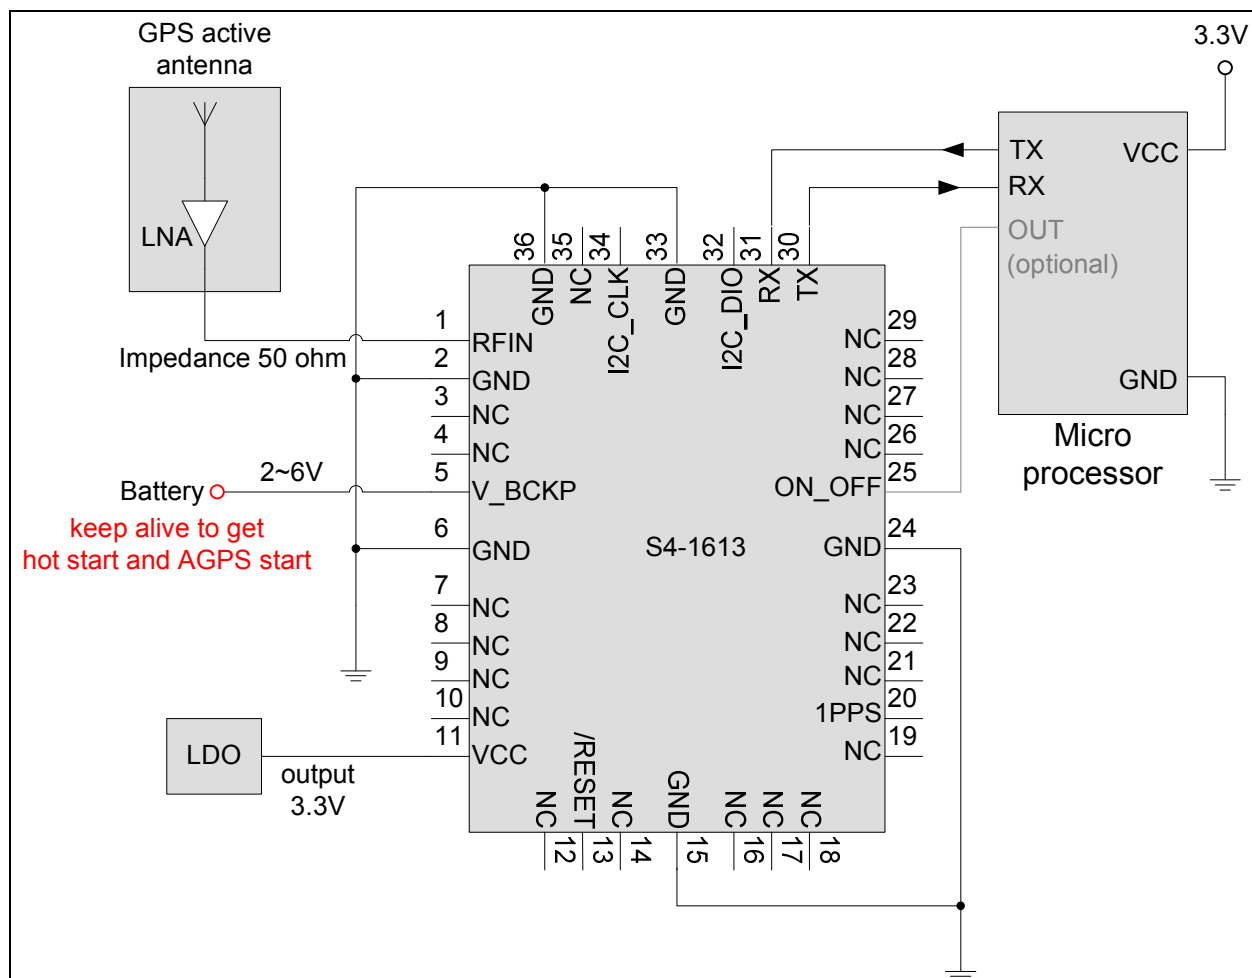 GPS active
antenna
LNA
Impedance 50 ohm
3.3V
TX
RX
OUT
(optional)
VCC
GND
Micro
processor
36
35
34
33
32
31
30
GND
NC
I2C_CLK
GND
I2C_DIO
RX
TX
1
RFIN
2
GND
3
NC
4
NC
5
V_BCKP
6
GND
7
NC
8
NC
9
NC
10
NC
11
VCC
Battery
2~6V
keep alive to get
hot start and AGPS start
LDO
output
3.3V
S4-1613
29
NC
28
NC
27
NC
26
NC
25
ON_OFF
24
GND
23
NC
22
NC
21
NC
20
1PPS
19
NC
NC
/RESET
NC
GND
NC
NC
NC
12
13
14
15
16
17
18